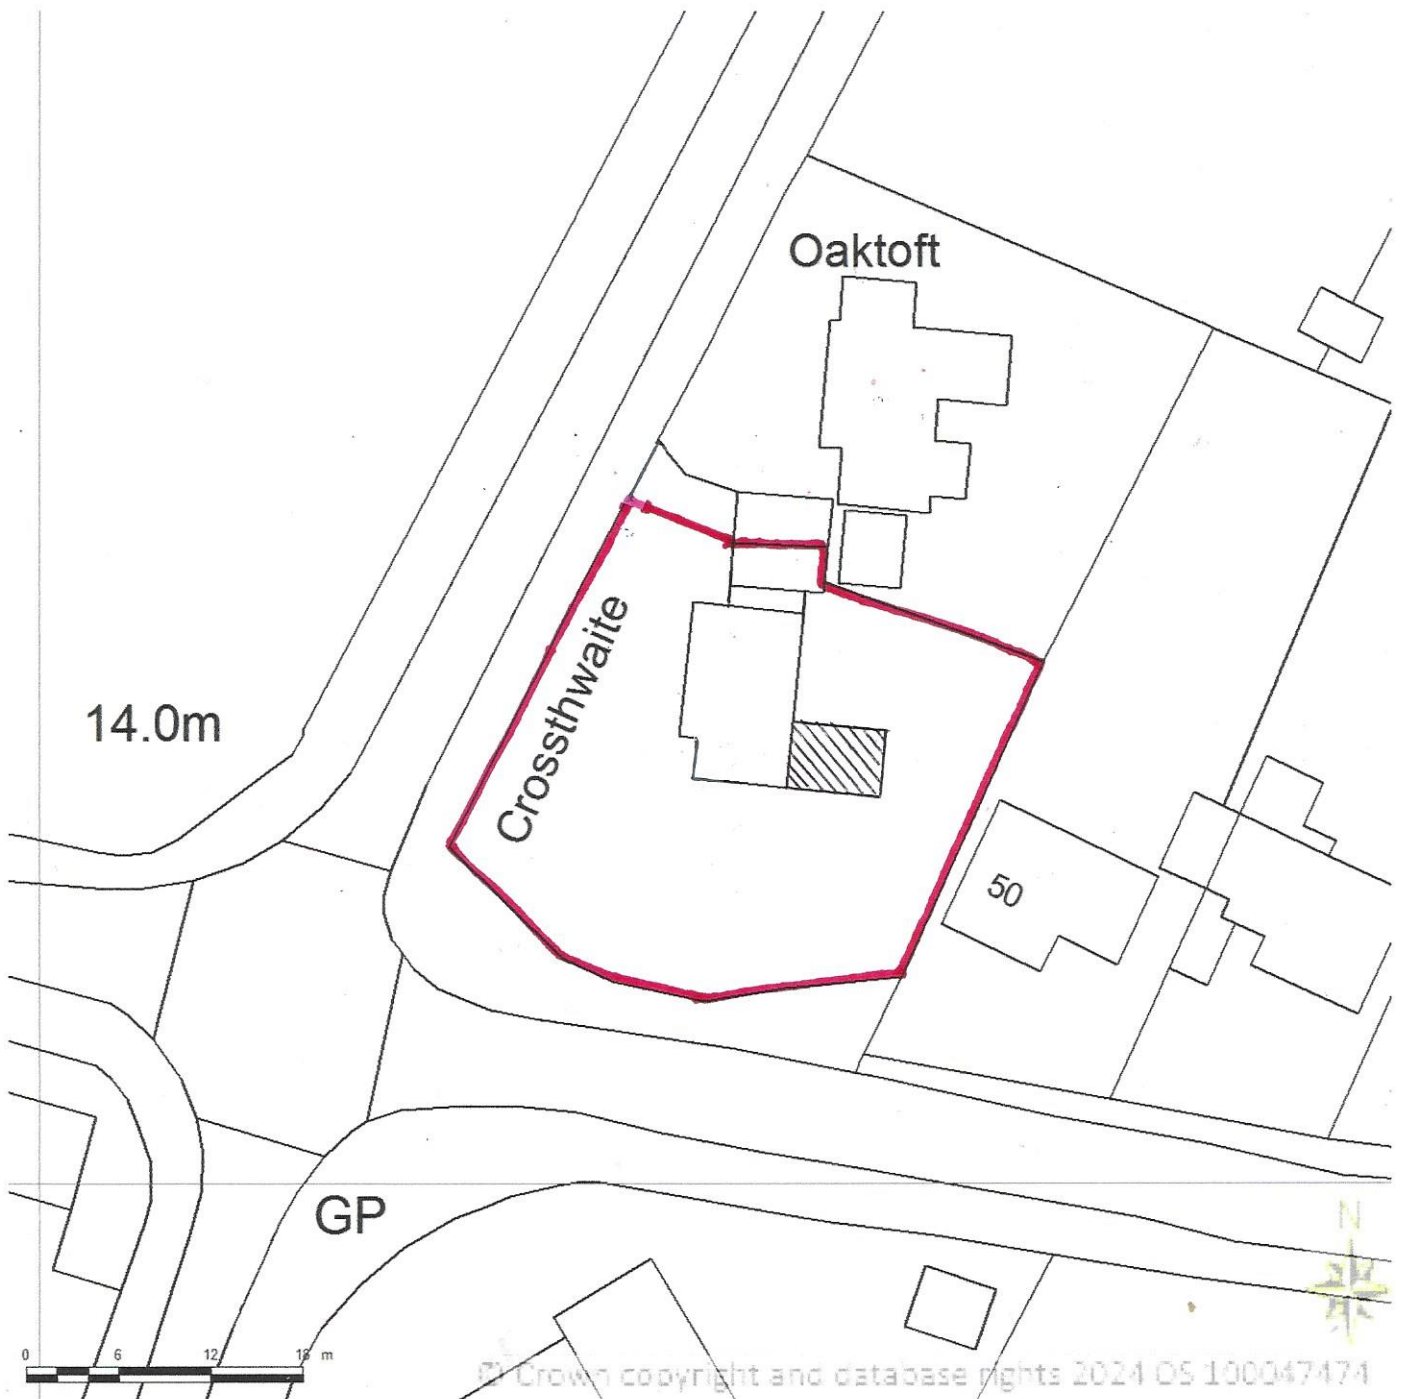 Oaktoft
Crossthwaite
14.0m
50
GP
N
0 6 12 18 m
© Crown copyright and database rights 2024 OS 100047474